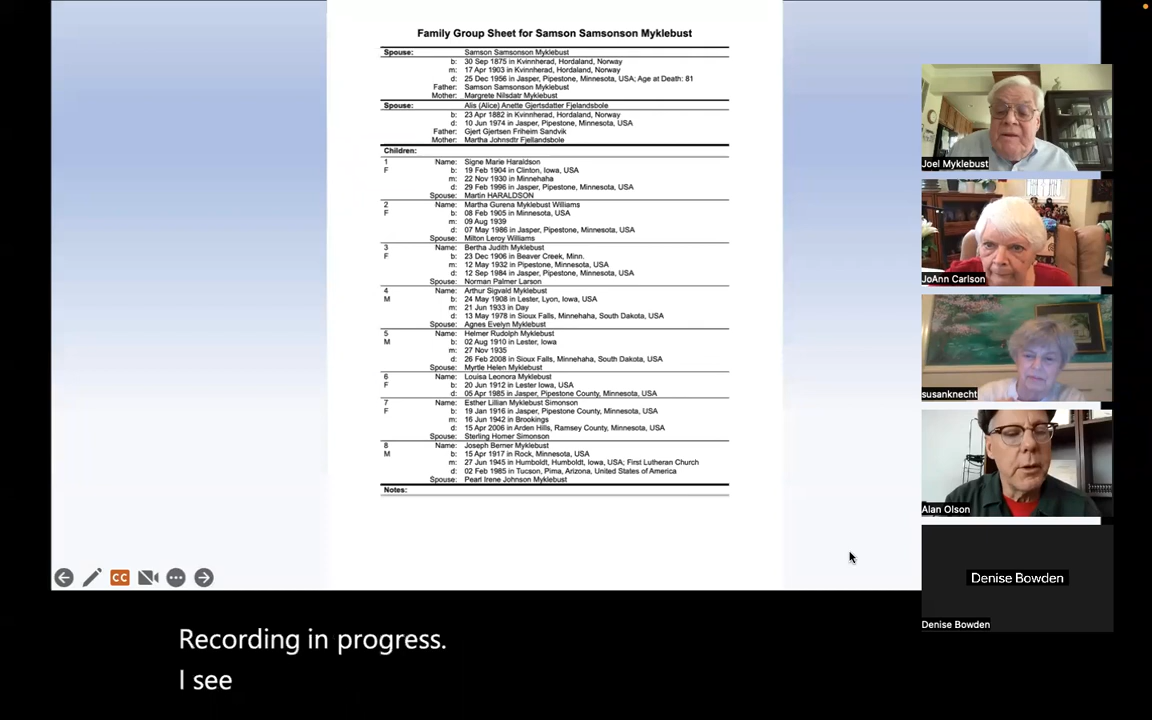 Family Group Sheet for Samson Samsonson Myklebust
Spouse: Samson Samsonson Myklebust
b: 30 Sep 1875 in Kvinnherad, Hordaland, Norway
m: 17 Apr 1903 in Kvinnherad, Hordaland, Norway
d: 25 Dec 1956 in Jasper, Pipestone, Minnesota, USA; Age at Death: 81
Father: Samson Samsonson Myklebust
Mother: Margrete Nilsdatr Myklebust
Spouse: Alis (Alice) Anette Gjertsdatter Fjelandsbole
b: 23 Apr 1882 in Kvinnherad, Hordaland, Norway
d: 10 Jun 1974 in Jasper, Pipestone, Minnesota, USA
Father: Gjert Gjertsen Friheim Sandvik
Mother: Martha Johnsdtr Fjellandsbole
Children:
1 Name: Signe Marie Haraldson
F b: 19 Feb 1904 in Clinton, Iowa, USA
m: 22 Nov 1930 in Minnehaha
d: 29 Feb 1996 in Jasper, Pipestone, Minnesota, USA
Spouse: Martin HARALDSON
2 Name: Martha Gurena Myklebust Williams
F b: 08 Feb 1905 in Minnesota, USA
m: 09 Aug 1939
d: 07 May 1986 in Jasper, Pipestone, Minnesota, USA
Spouse: Milton Leroy Williams
3 Name: Bertha Judith Myklebust
F b: 23 Dec 1906 in Beaver Creek, Minn.
m: 12 May 1932 in Pipestone, Minnesota, USA
d: 12 Sep 1984 in Jasper, Pipestone, Minnesota, USA
Spouse: Norman Palmer Larson
4 Name: Arthur Sigvald Myklebust
M b: 24 May 1908 in Lester, Lyon, Iowa, USA
m: 21 Jun 1933 in Day
d: 13 May 1978 in Sioux Falls, Minnehaha, South Dakota, USA
Spouse: Agnes Evelyn Myklebust
5 Name: Helmer Rudolph Myklebust
M b: 02 Aug 1910 in Lester, Iowa
m: 27 Nov 1935
d: 26 Feb 2008 in Sioux Falls, Minnehaha, South Dakota, USA
Spouse: Myrtle Helen Myklebust
6 Name: Louisa Leonora Myklebust
F b: 20 Jun 1912 in Lester Iowa, USA
d: 05 Apr 1985 in Jasper, Pipestone County, Minnesota, USA
7 Name: Esther Lillian Myklebust Simonson
F b: 19 Jan 1916 in Jasper, Pipestone County, Minnesota, USA
m: 16 Jun 1942 in Brookings
d: 15 Apr 2006 in Arden Hills, Ramsey County, Minnesota, USA
Spouse: Sterling Homer Simonson
8 Name: Joseph Berner Myklebust
M b: 15 Apr 1917 in Rock, Minnesota, USA
m: 27 Jun 1945 in Humboldt, Humboldt, Iowa, USA; First Lutheran Church
d: 02 Feb 1985 in Tucson, Pima, Arizona, United States of America
Spouse: Pearl Irene Johnson Myklebust
Notes:
CC
Recording in progress.
I see
Joel Myklebust
JoAnn Carlson
susanknecht
Alan Olson
Denise Bowden
Denise Bowden